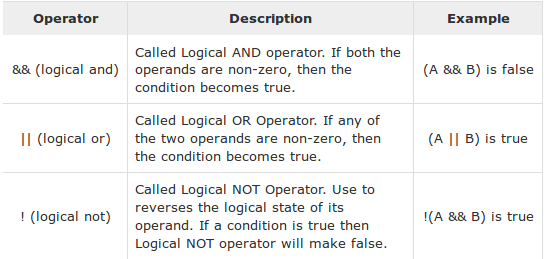 Operator Description Example
&& (logical and) Called Logical AND operator. If both the operands are non-zero, then the condition becomes true. (A && B) is false
|| (logical or) Called Logical OR Operator. If any of the two operands are non-zero, then the condition becomes true. (A || B) is true
! (logical not) Called Logical NOT Operator. Use to reverses the logical state of its operand. If a condition is true then Logical NOT operator will make false. !(A && B) is true